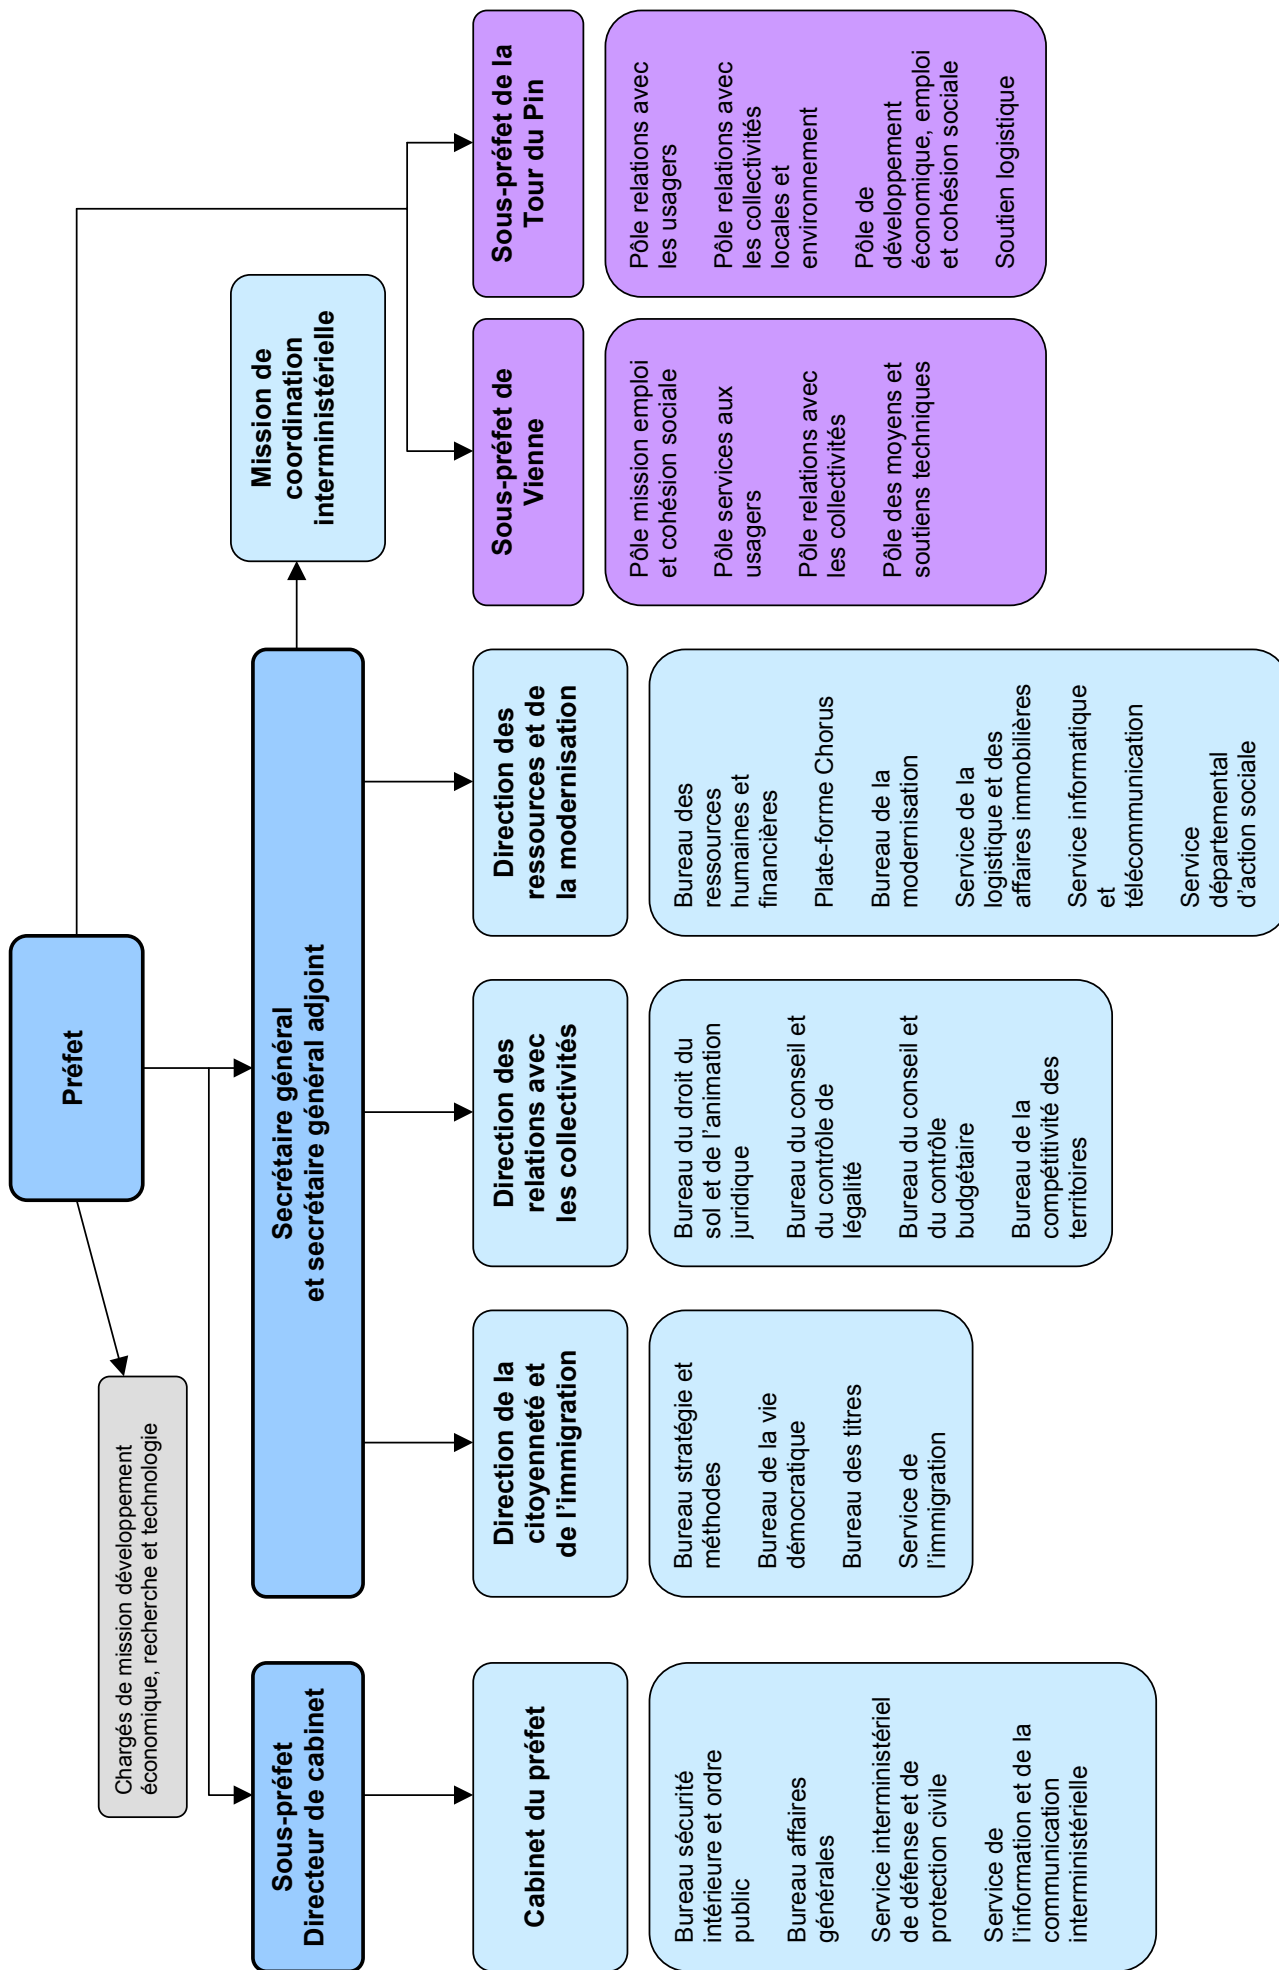 Préfet
Chargés de mission développement
économique, recherche et technologie
Sous-préfet
Directeur de cabinet
Secrétaire général
et secrétaire général adjoint
Mission de
coordination
interministérielle
Cabinet du préfet
Direction de la
citoyenneté et
de l'immigration
Direction des
relations avec
les collectivités
Direction des
ressources et de
la modernisation
Sous-préfet de
Vienne
Sous-préfet de la
Tour du Pin
Bureau sécurité
intérieure et ordre
public
Bureau affaires
générales
Service interministériel
de défense et de
protection civile
Service de
l'information et de la
communication
interministérielle
Bureau stratégie et
méthodes
Bureau de la vie
démocratique
Bureau des titres
Service de
l'immigration
Bureau du droit du
sol et de l'animation
juridique
Bureau du conseil et
du contrôle de
légalité
Bureau du conseil et
du contrôle
budgétaire
Bureau de la
compétitivité des
territoires
Bureau des
ressources
humaines et
financières
Plate-forme Chorus
Bureau de la
modernisation
Service de la
logistique et des
affaires immobilières
Service informatique
et
télécommunication
Service
départemental
d'action sociale
Pôle mission emploi
et cohésion sociale
Pôle services aux
usagers
Pôle relations avec
les collectivités
Pôle des moyens et
soutiens techniques
Pôle relations avec
les usagers
Pôle relations avec
les collectivités
locales et
environnement
Pôle de
développement
économique, emploi
et cohésion sociale
Soutien logistique